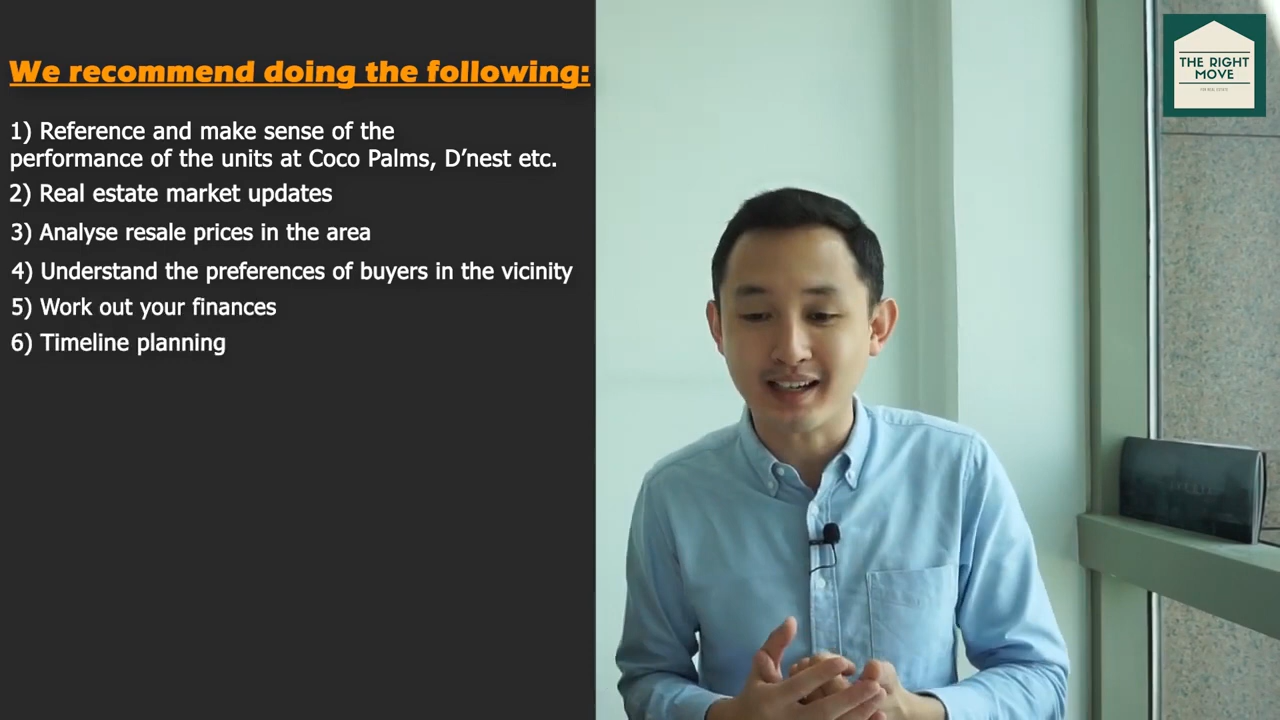 We recommend doing the following:
1) Reference and make sense of the
performance of the units at Coco Palms, D’nest etc.
2) Real estate market updates
3) Analyse resale prices in the area
4) Understand the preferences of buyers in the vicinity
5) Work out your finances
6) Timeline planning
THE RIGHT
MOVE